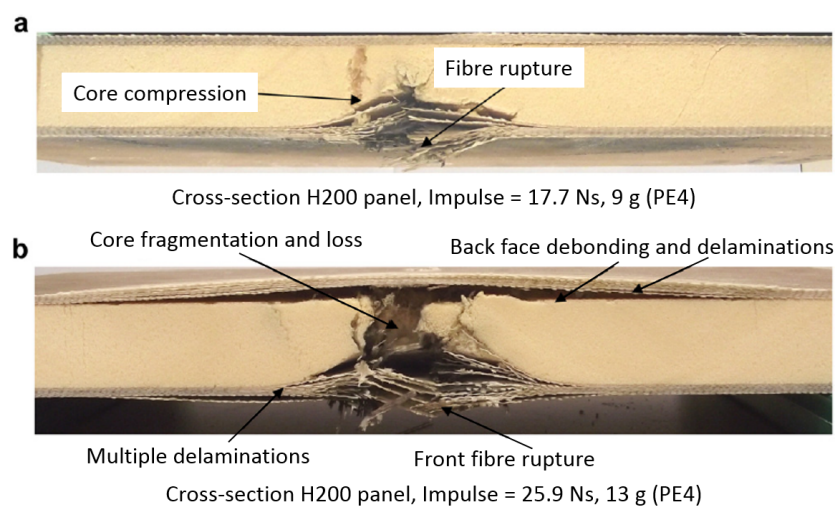 a
Core compression
Fibre rupture
Cross-section H200 panel, Impulse = 17.7 Ns, 9 g (PE4)
b
Core fragmentation and loss
Back face debonding and delaminations
Multiple delaminations
Front fibre rupture
Cross-section H200 panel, Impulse = 25.9 Ns, 13 g (PE4)